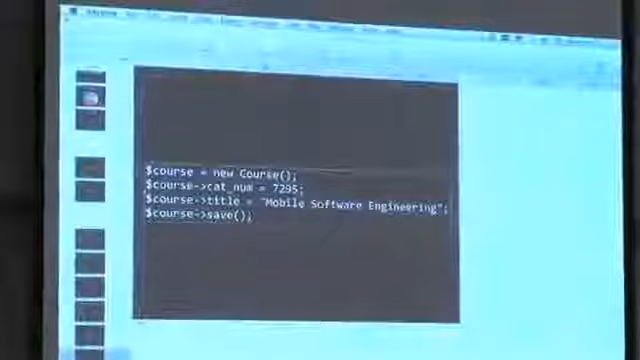 $course = new Course();
$course->cat_num = 7295;
$course->title = "Mobile Software Engineering";
$course->save();